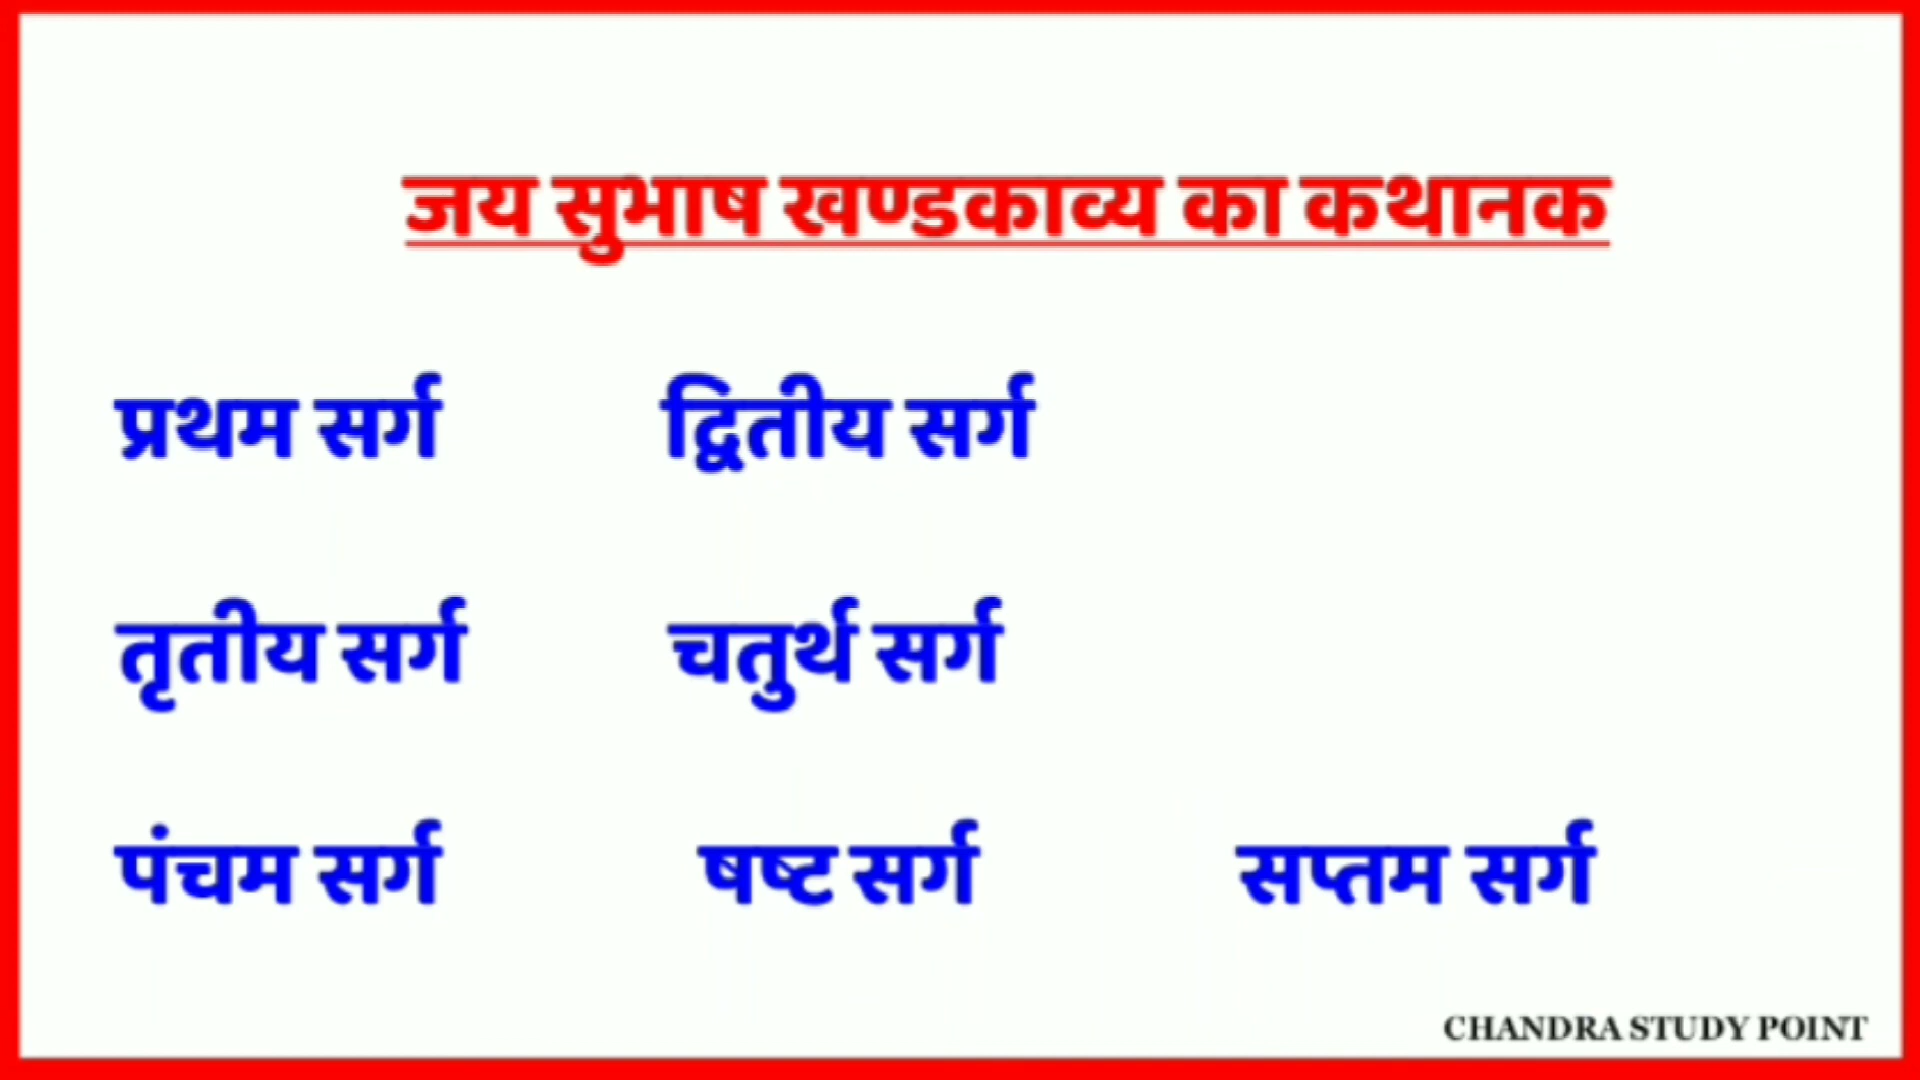 जय सुभाष खण्डकाव्य का कथानक
प्रथम सर्ग द्वितीय सर्ग
तृतीय सर्ग चतुर्थ सर्ग
पंचम सर्ग षष्ट सर्ग सप्तम सर्ग
CHANDRA STUDY POINT